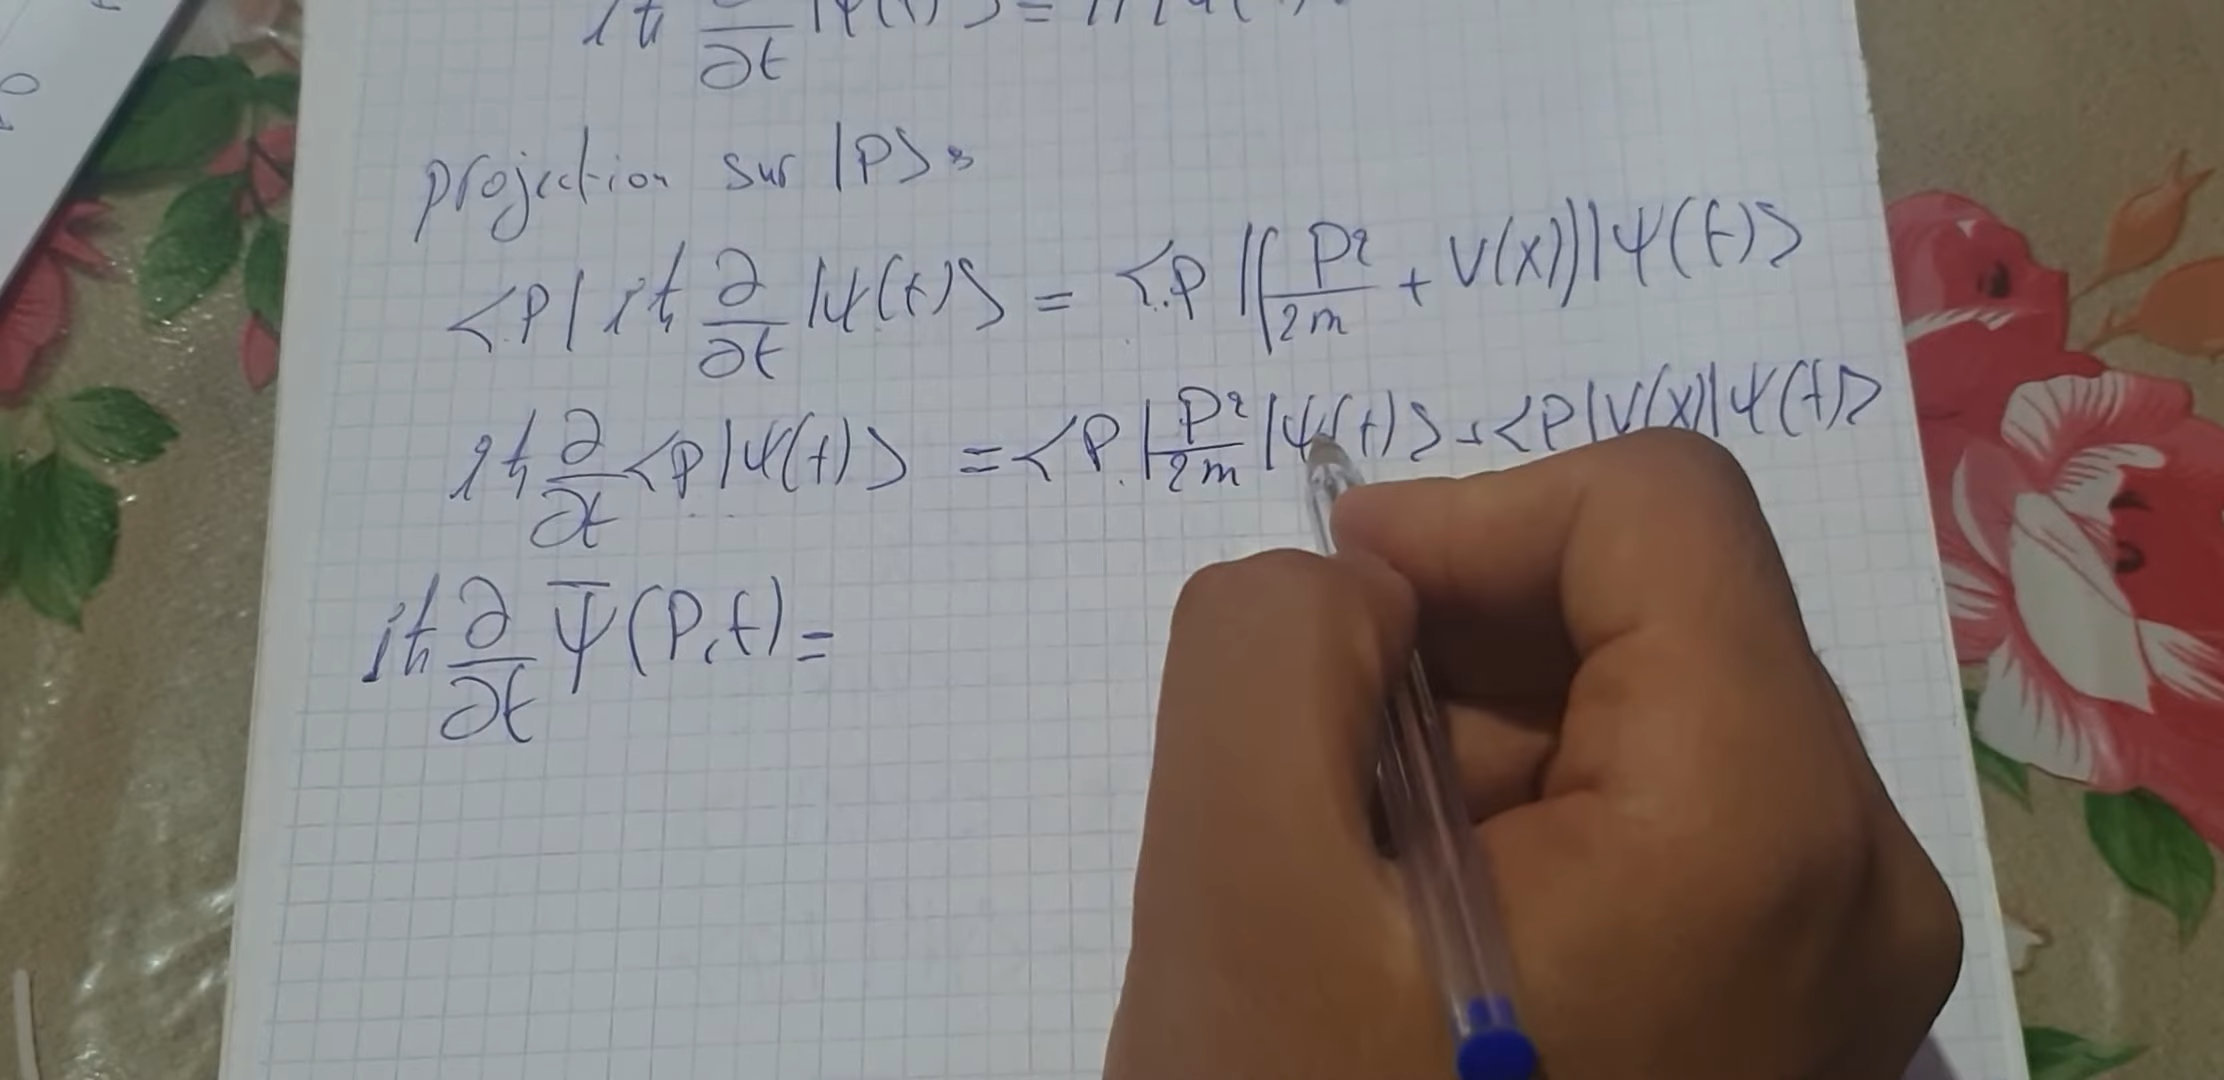 iħ ∂/∂t |Ψ(t)> =
projection sur |P> :
<P| iħ ∂/∂t |Ψ(t)> = <P|(P²/2m + V(X))|Ψ(t)>
iħ ∂/∂t <P|Ψ(t)> = <P|P²/2m|Ψ(t)> + <P|V(X)|Ψ(t)>
iħ ∂/∂t Ψ̅(P,t) =